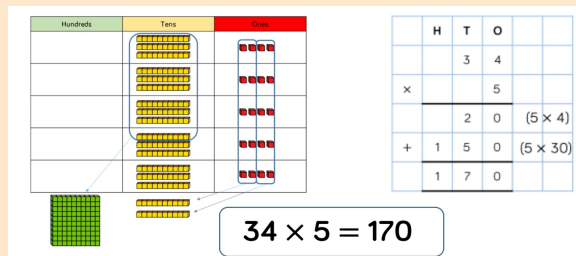 Hundreds Tens Ones
H T O
3 4
× 5
2 0 (5 × 4)
+ 1 5 0 (5 × 30)
1 7 0
34 × 5 = 170